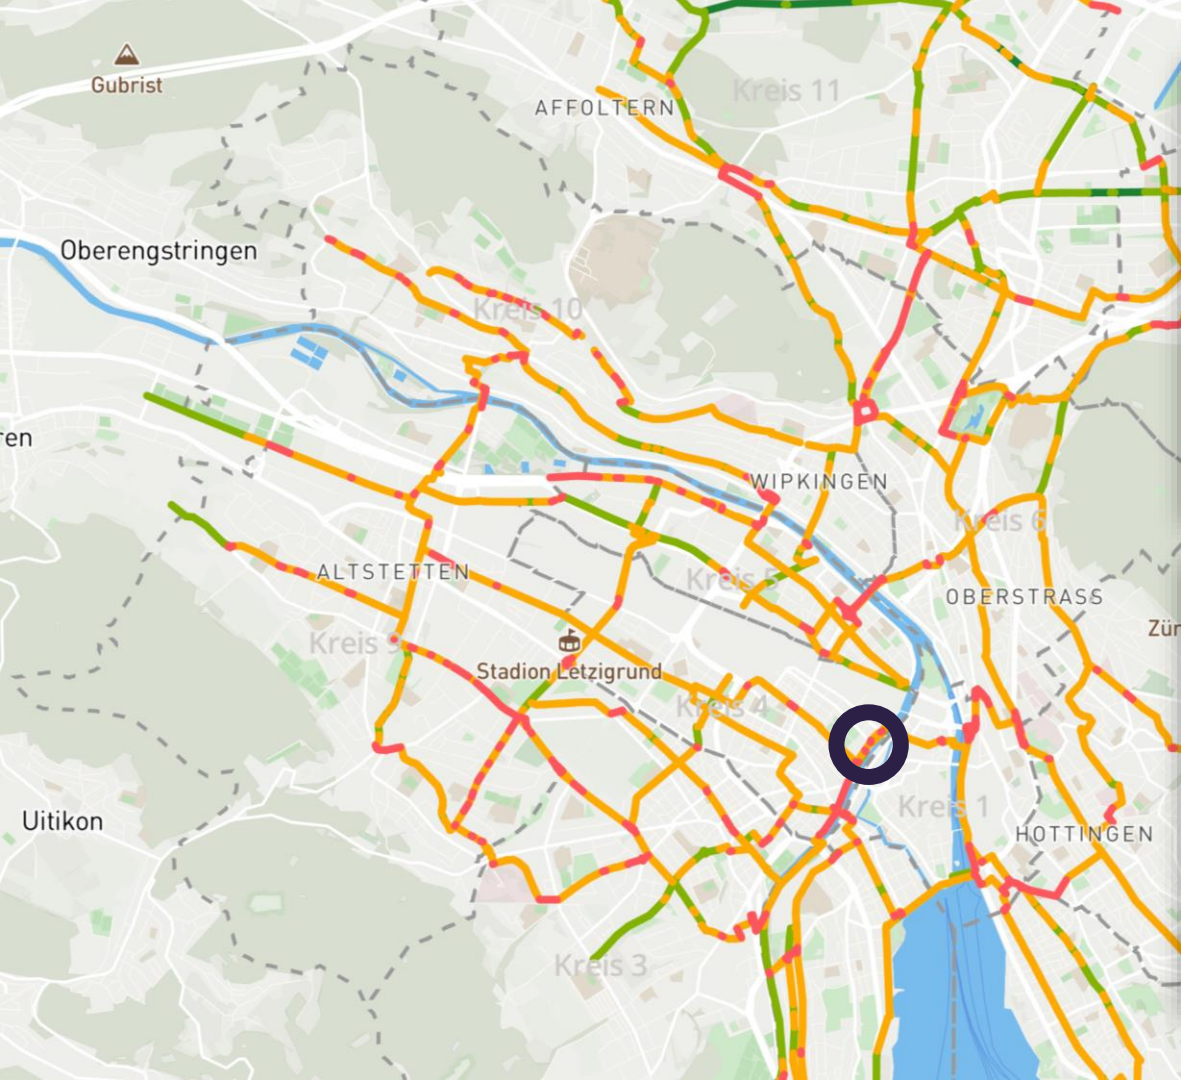 Gubrist
Kreis 11
AFFOLTERN
Oberengstringen
Kreis 10
ren
WIPKINGEN
Kreis 6
ALTSTETTEN
Kreis 5
OBERSTRASS
Zür
Kreis 9
Stadion Letzigrund
Kreis 4
Kreis 1
Uitikon
HOTTINGEN
Kreis 3